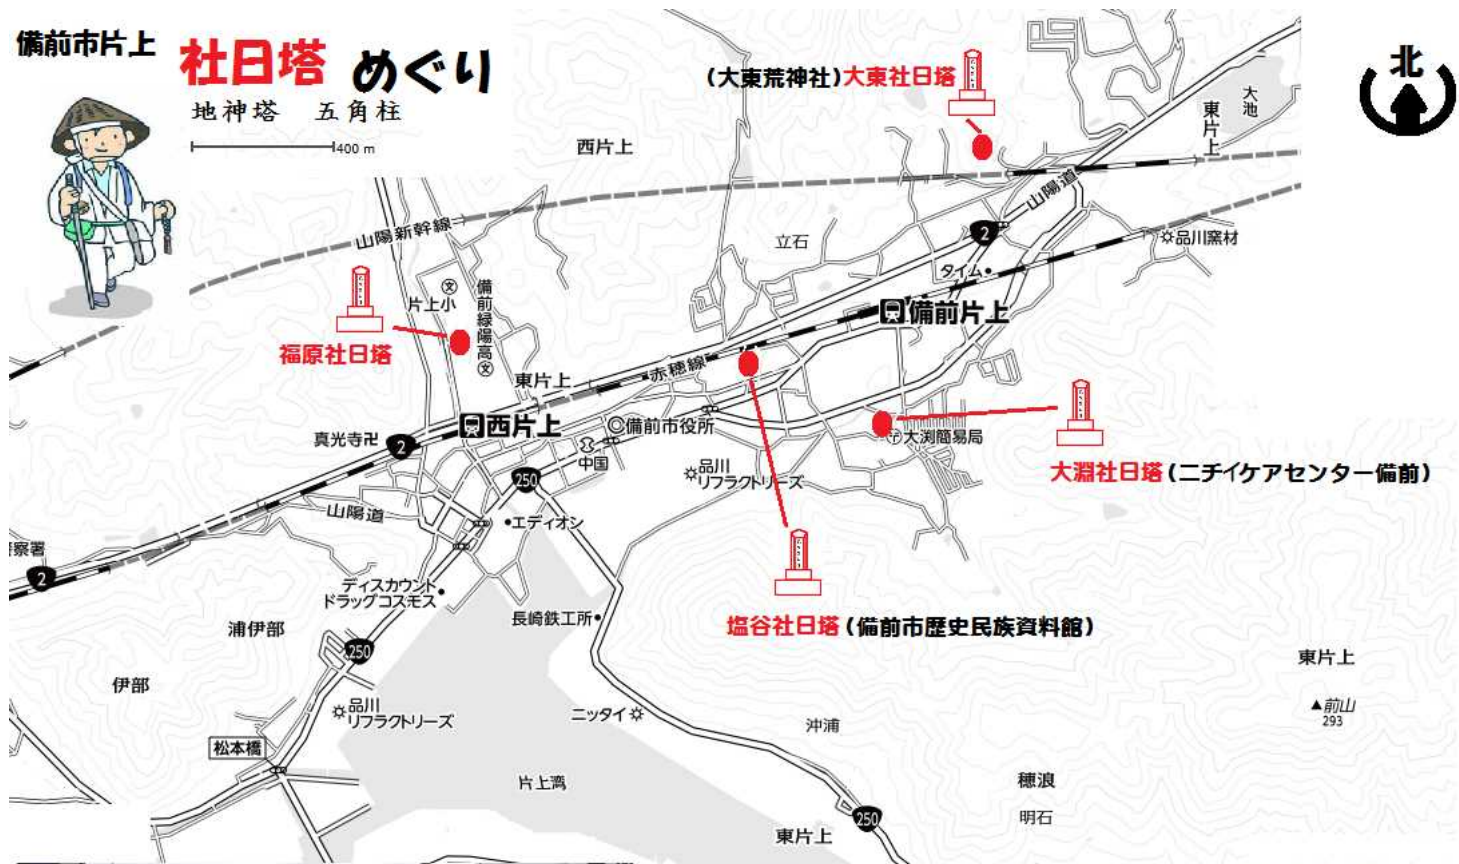 備前市片上
社日塔 めぐり
地神塔 五角柱
400 m
(大東荒神社)大東社日塔
北
大池
東片上
西片上
山陽道
山陽新幹線
立石
2
品川窯材
タイム
片上小
文
備前緑陽高
文
備前片上
福原社日塔
東片上
赤穂線
西片上
備前市役所
大渕簡易局
真光寺卍
2
中国
品川
リフラクトリーズ
大淵社日塔(ニチイケアセンター備前)
250
山陽道
エディオン
察署
2
ディスカウント
ドラッグコスモス
長崎鉄工所
塩谷社日塔(備前市歴史民族資料館)
浦伊部
250
東片上
伊部
品川
リフラクトリーズ
ニッタイ
沖浦
▲前山
293
松本橋
片上湾
穂浪
明石
250
東片上